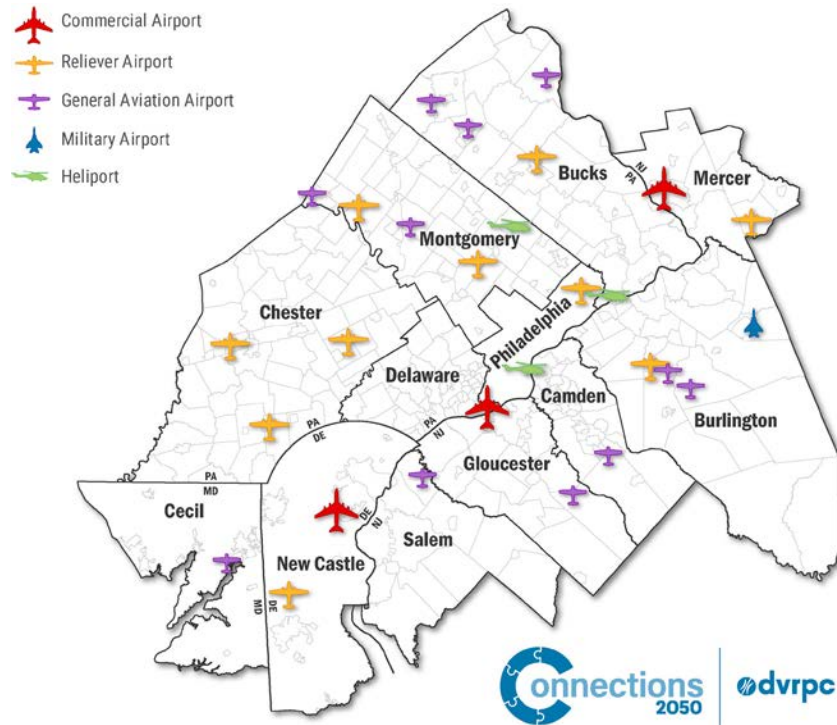 Commercial Airport
Reliever Airport
General Aviation Airport
Military Airport
Heliport
Bucks
NJ
PA
Mercer
Montgomery
Chester
Philadelphia
Delaware
Camden
Burlington
PA
DE
PA
NJ
Gloucester
PA
MD
Cecil
DE
NJ
Salem
New Castle
MD
DE
Connections
2050
dvrpc